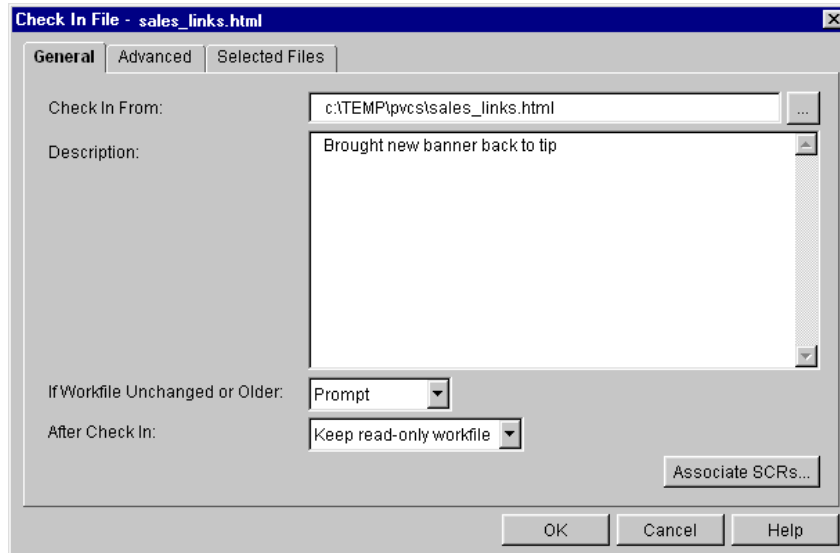 Check In File - sales_links.html
General Advanced Selected Files
Check In From: c:\TEMP\pvcs\sales_links.html ...
Description: Brought new banner back to tip
If Workfile Unchanged or Older: Prompt
After Check In: Keep read-only workfile
Associate SCRs...
OK Cancel Help